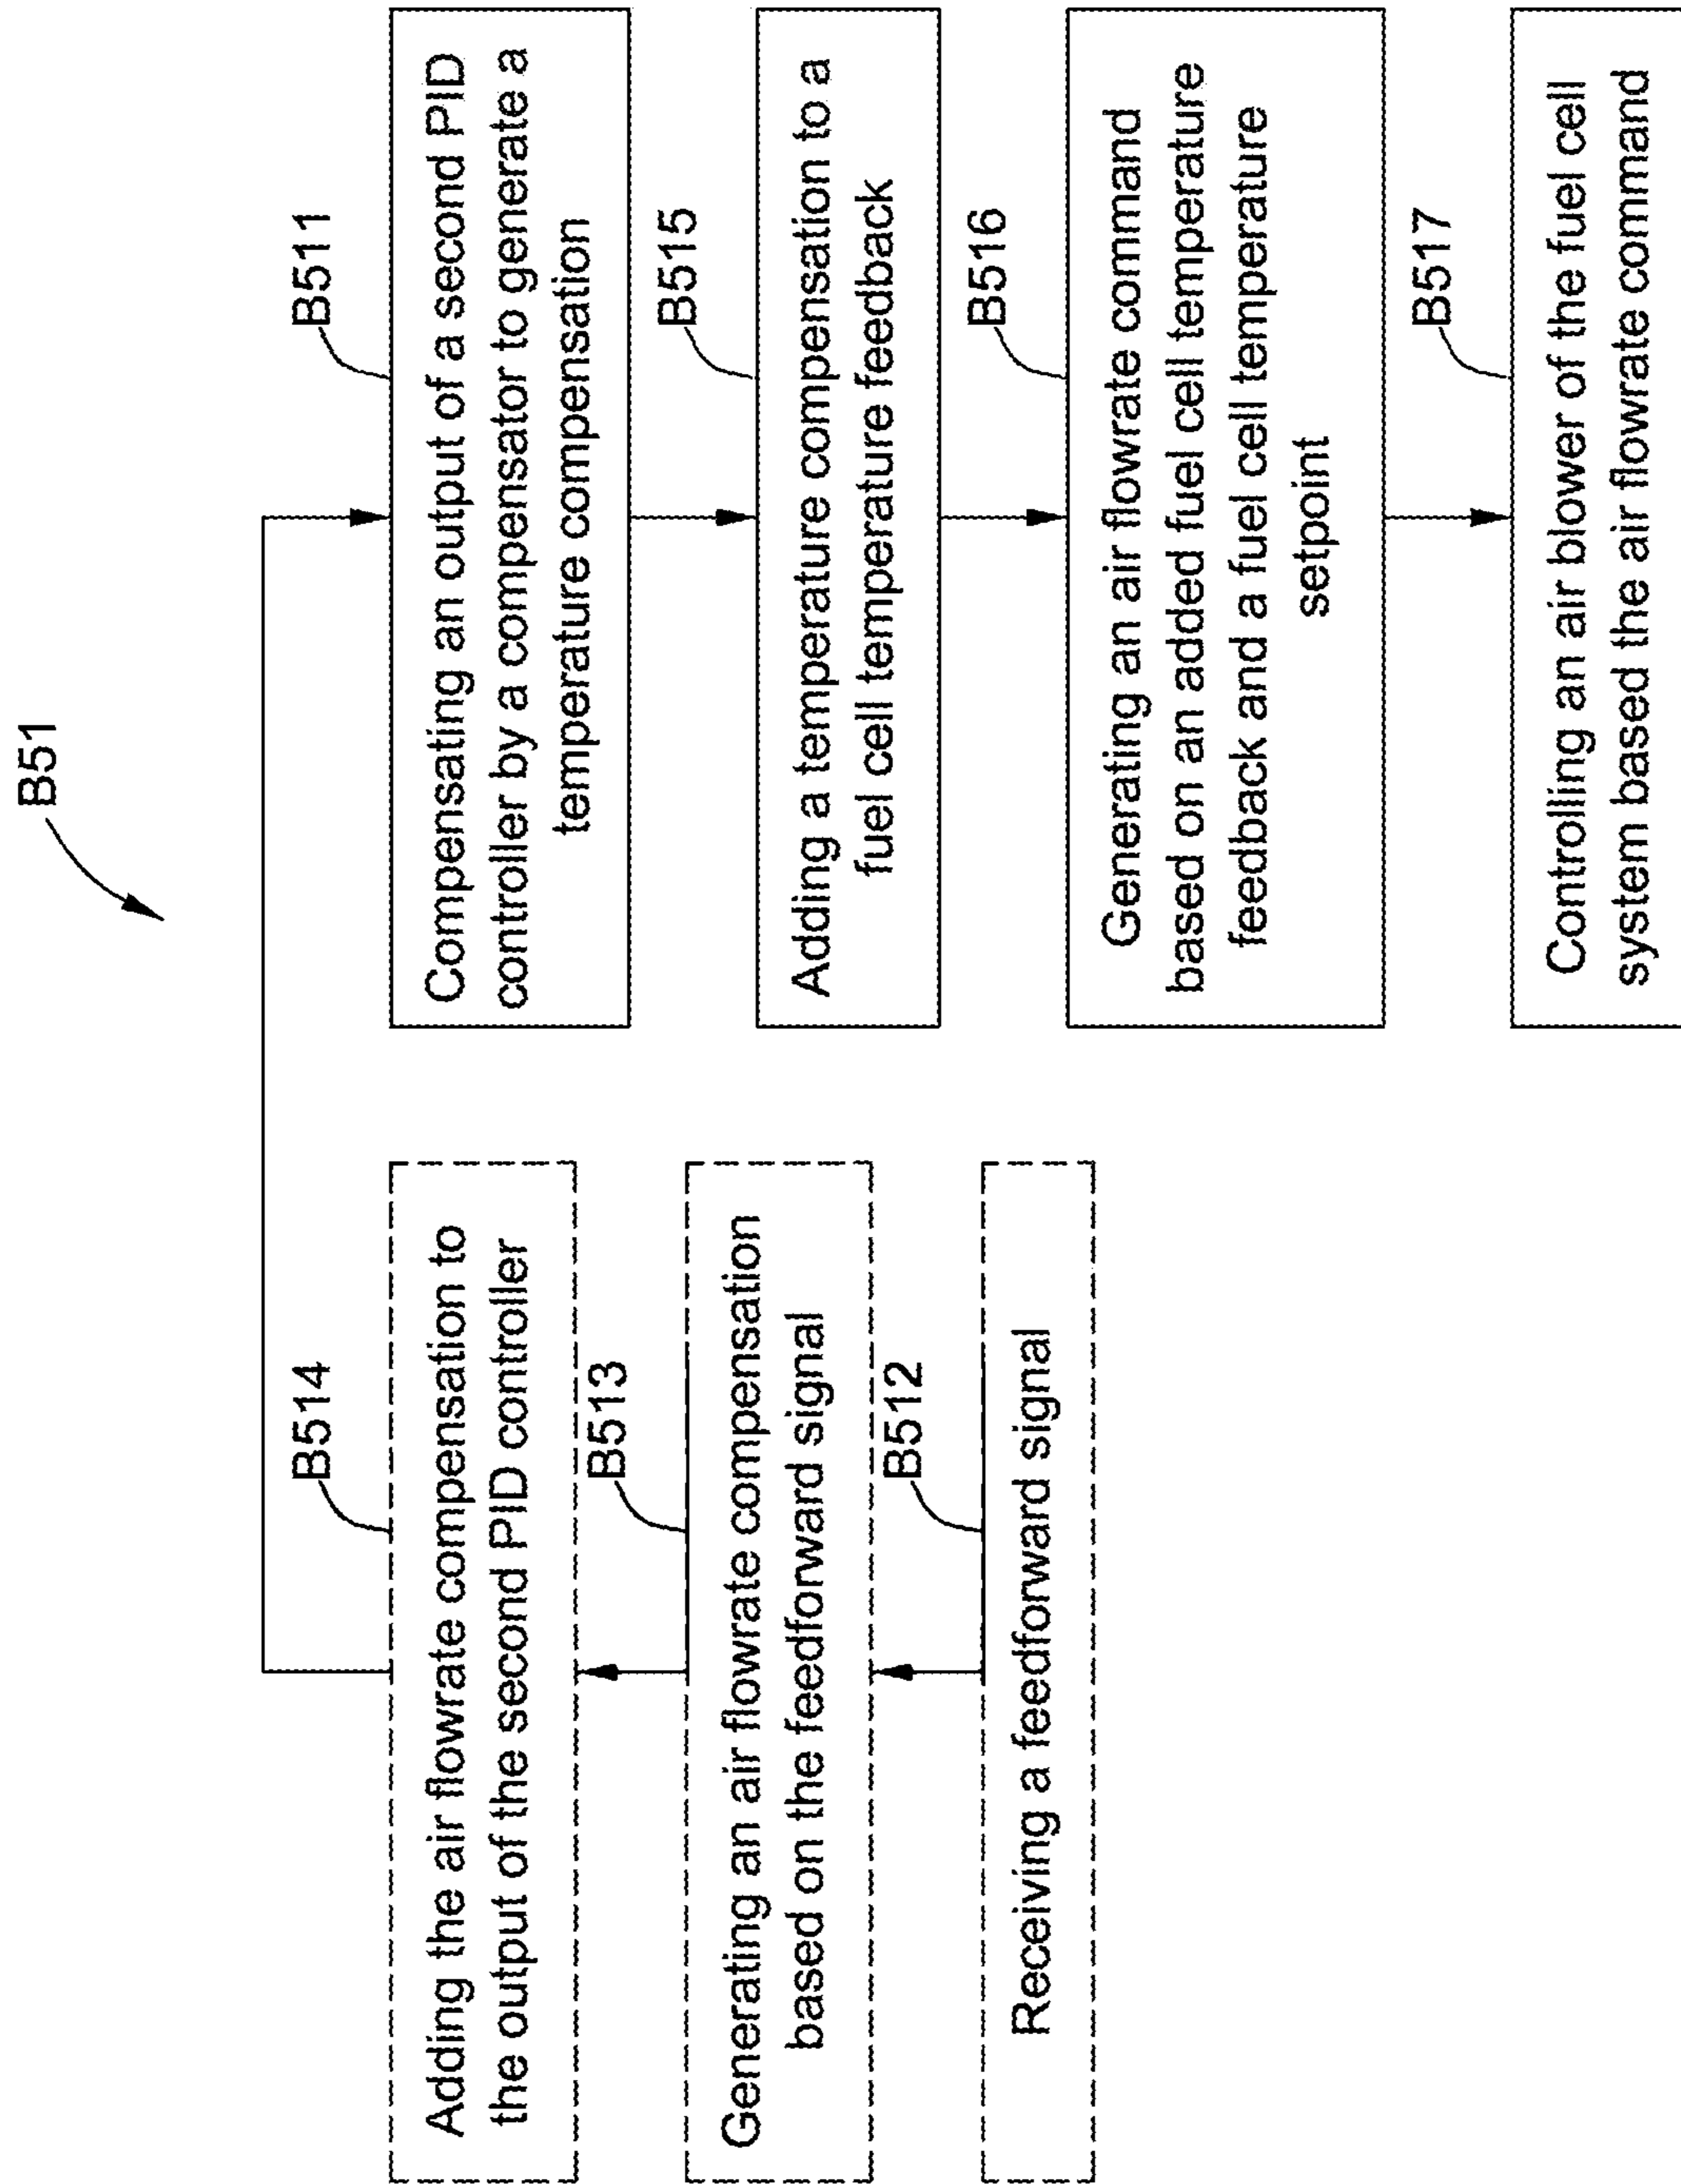 B51
B514
Adding the air flowrate compensation to
the output of the second PID controller
B513
Generating an air flowrate compensation
based on the feedforward signal
B512
Receiving a feedforward signal
B511
Compensating an output of a second PID
controller by a compensator to generate a
temperature compensation
B515
Adding a temperature compensation to a
fuel cell temperature feedback
B516
Generating an air flowrate command
based on an added fuel cell temperature
feedback and a fuel cell temperature
setpoint
B517
Controlling an air blower of the fuel cell
system based the air flowrate command